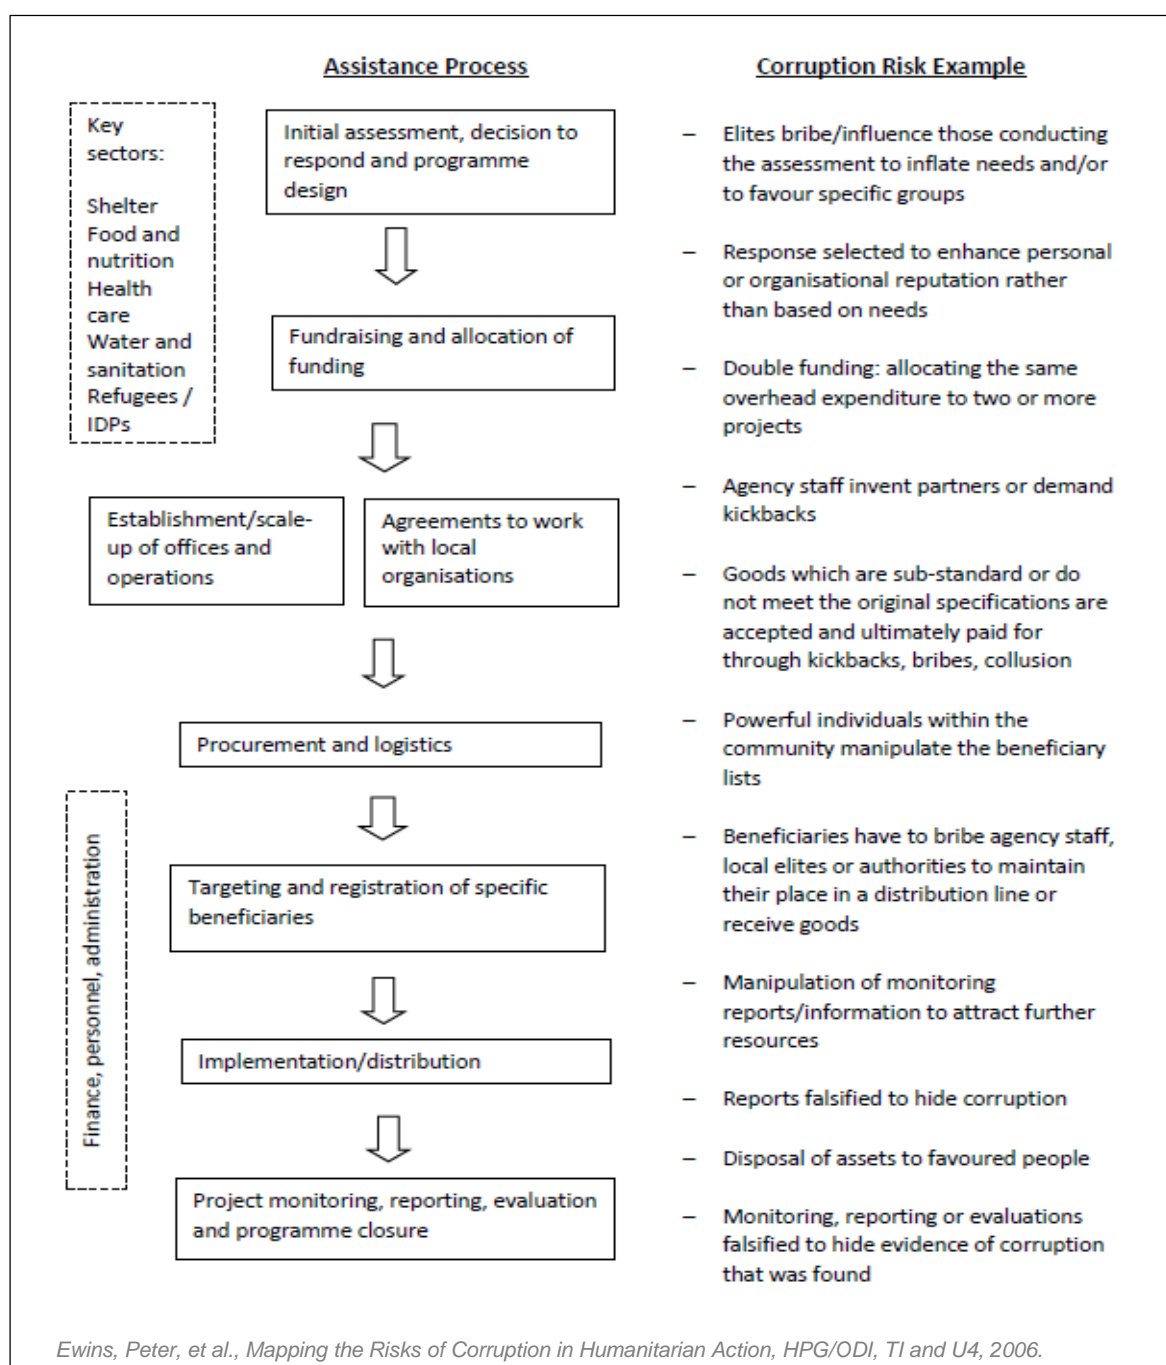 Assistance Process
Corruption Risk Example
Key
sectors:
Shelter
Food and
nutrition
Health
care
Water and
sanitation
Refugees /
IDPs
Initial assessment, decision to
respond and programme
design
Fundraising and allocation of
funding
Establishment/scale-
up of offices and
operations
Agreements to work
with local
organisations
Procurement and logistics
Finance, personnel, administration
Targeting and registration of specific
beneficiaries
Implementation/distribution
Project monitoring, reporting, evaluation
and programme closure
– Elites bribe/influence those conducting
the assessment to inflate needs and/or
to favour specific groups
– Response selected to enhance personal
or organisational reputation rather
than based on needs
– Double funding: allocating the same
overhead expenditure to two or more
projects
– Agency staff invent partners or demand
kickbacks
– Goods which are sub-standard or do
not meet the original specifications are
accepted and ultimately paid for
through kickbacks, bribes, collusion
– Powerful individuals within the
community manipulate the beneficiary
lists
– Beneficiaries have to bribe agency staff,
local elites or authorities to maintain
their place in a distribution line or
receive goods
– Manipulation of monitoring
reports/information to attract further
resources
– Reports falsified to hide corruption
– Disposal of assets to favoured people
– Monitoring, reporting or evaluations
falsified to hide evidence of corruption
that was found
Ewins, Peter, et al., Mapping the Risks of Corruption in Humanitarian Action, HPG/ODI, TI and U4, 2006.